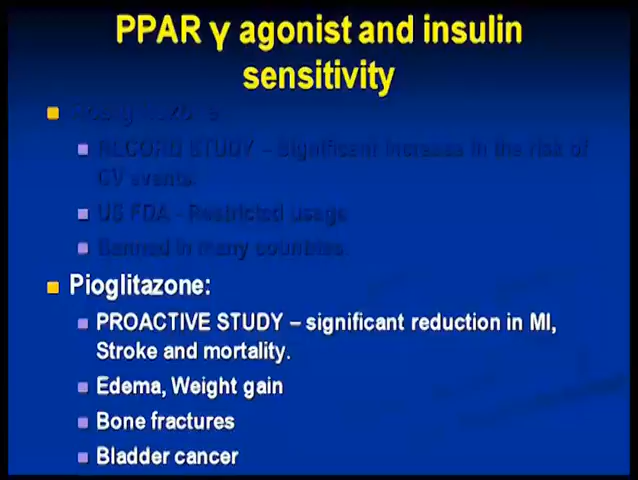 PPAR γ agonist and insulin
sensitivity
RECORD STUDY – Significant increase in the risk of
CV events
US FDA - Restricted usage
Banned in many countries
Pioglitazone:
PROACTIVE STUDY – significant reduction in MI,
Stroke and mortality.
Edema, Weight gain
Bone fractures
Bladder cancer